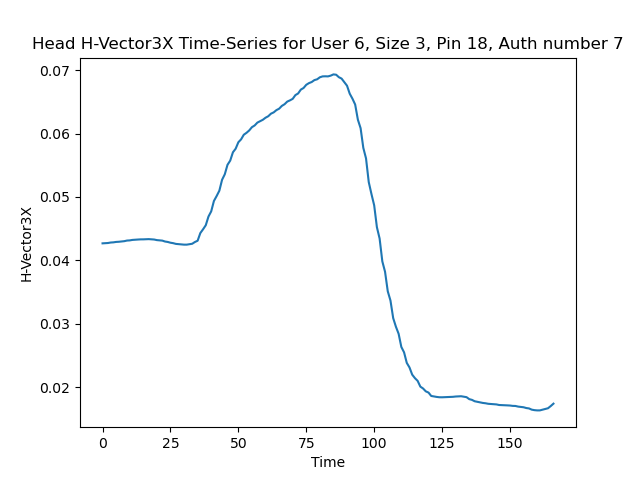 Head H-Vector3X Time-Series for User 6, Size 3, Pin 18, Auth number 7
0.07
0.06
0.05
0.04
0.03
0.02
H-Vector3X
0 25 50 75 100 125 150
Time